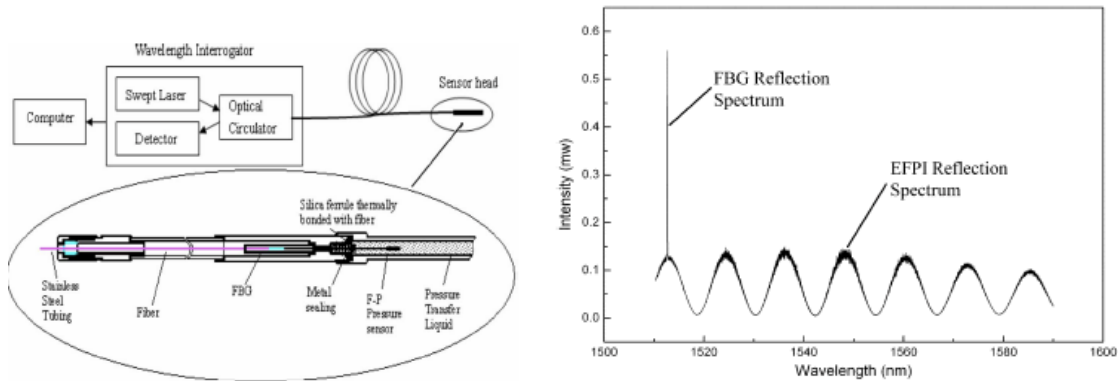 Wavelength Interrogator
Sensor head
Computer
Swept Laser
Detector
Optical
Circulator
Silica ferrule thermally
bonded with fiber
Stainless
Steel
Tubing
Fiber
FBG
Metal
sealing
F-P
Pressure
sensor
Pressure
Transfer
Liquid
0.6
0.5
0.4
0.3
0.2
0.1
0.0
Intensity (mw)
FBG Reflection
Spectrum
EFPI Reflection
Spectrum
1500
1520
1540
1560
1580
1600
Wavelength (nm)